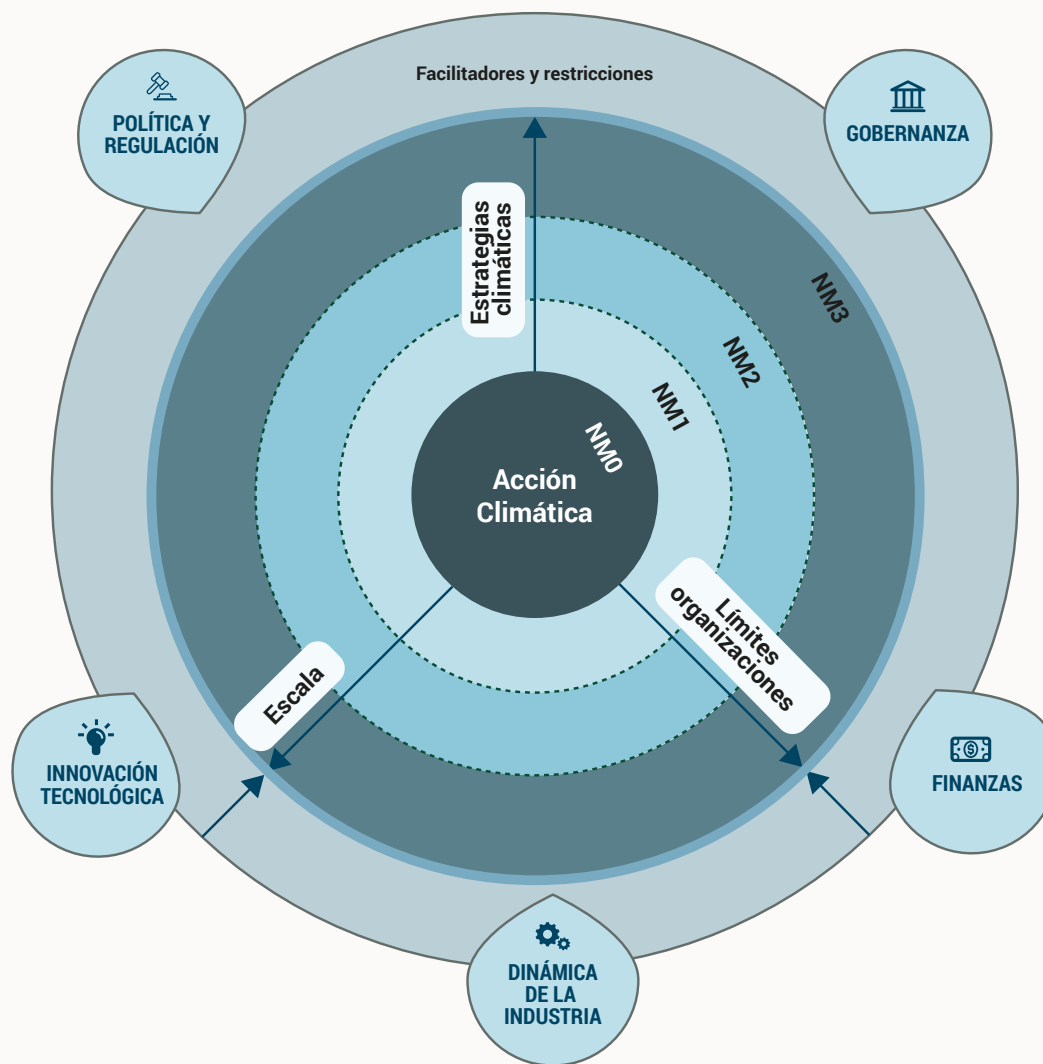 Facilitadores y restricciones
POLÍTICA Y
REGULACIÓN
GOBERNANZA
Estrategias
climáticas
NM3
NM2
NM1
NM0
Acción
Climática
Límites
organizaciones
Escala
INNOVACIÓN
TECNOLÓGICA
FINANZAS
DINÁMICA
DE LA
INDUSTRIA